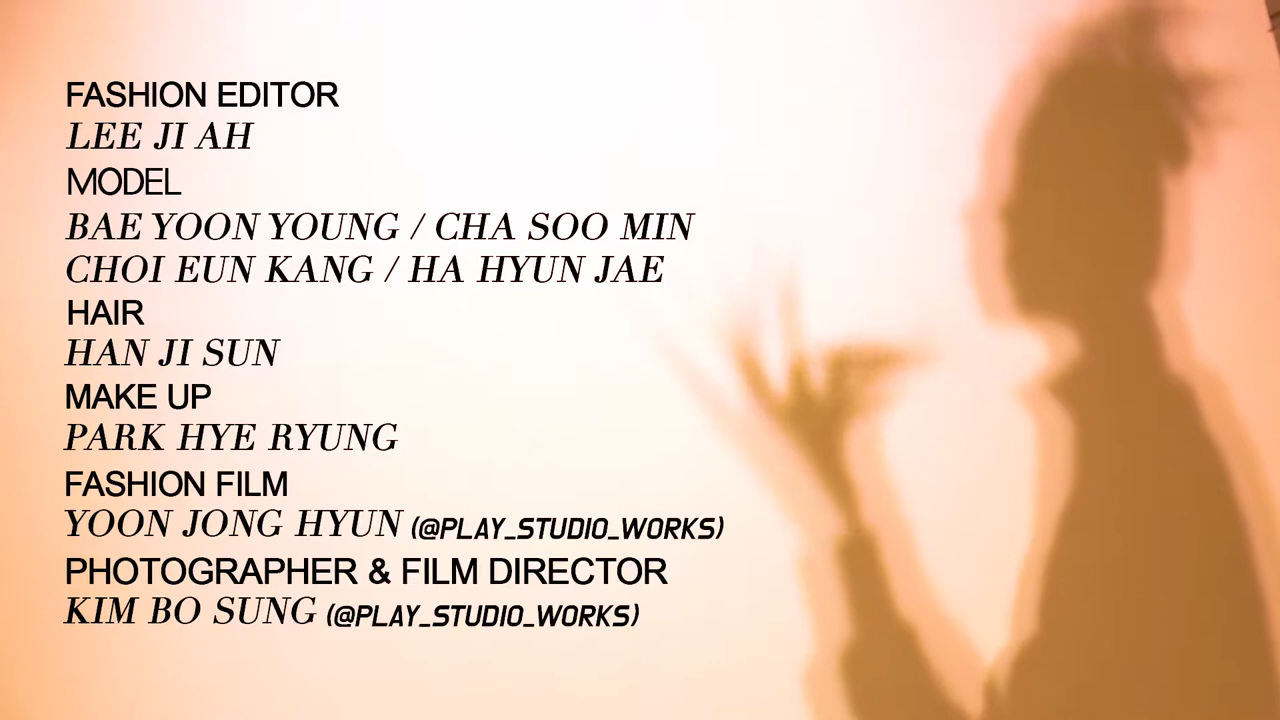 FASHION EDITOR
LEE JI AH
MODEL
BAE YOON YOUNG / CHA SOO MIN
CHOI EUN KANG / HA HYUN JAE
HAIR
HAN JI SUN
MAKE UP
PARK HYE RYUNG
FASHION FILM
YOON JONG HYUN (@PLAY_STUDIO_WORKS)
PHOTOGRAPHER & FILM DIRECTOR
KIM BO SUNG (@PLAY_STUDIO_WORKS)